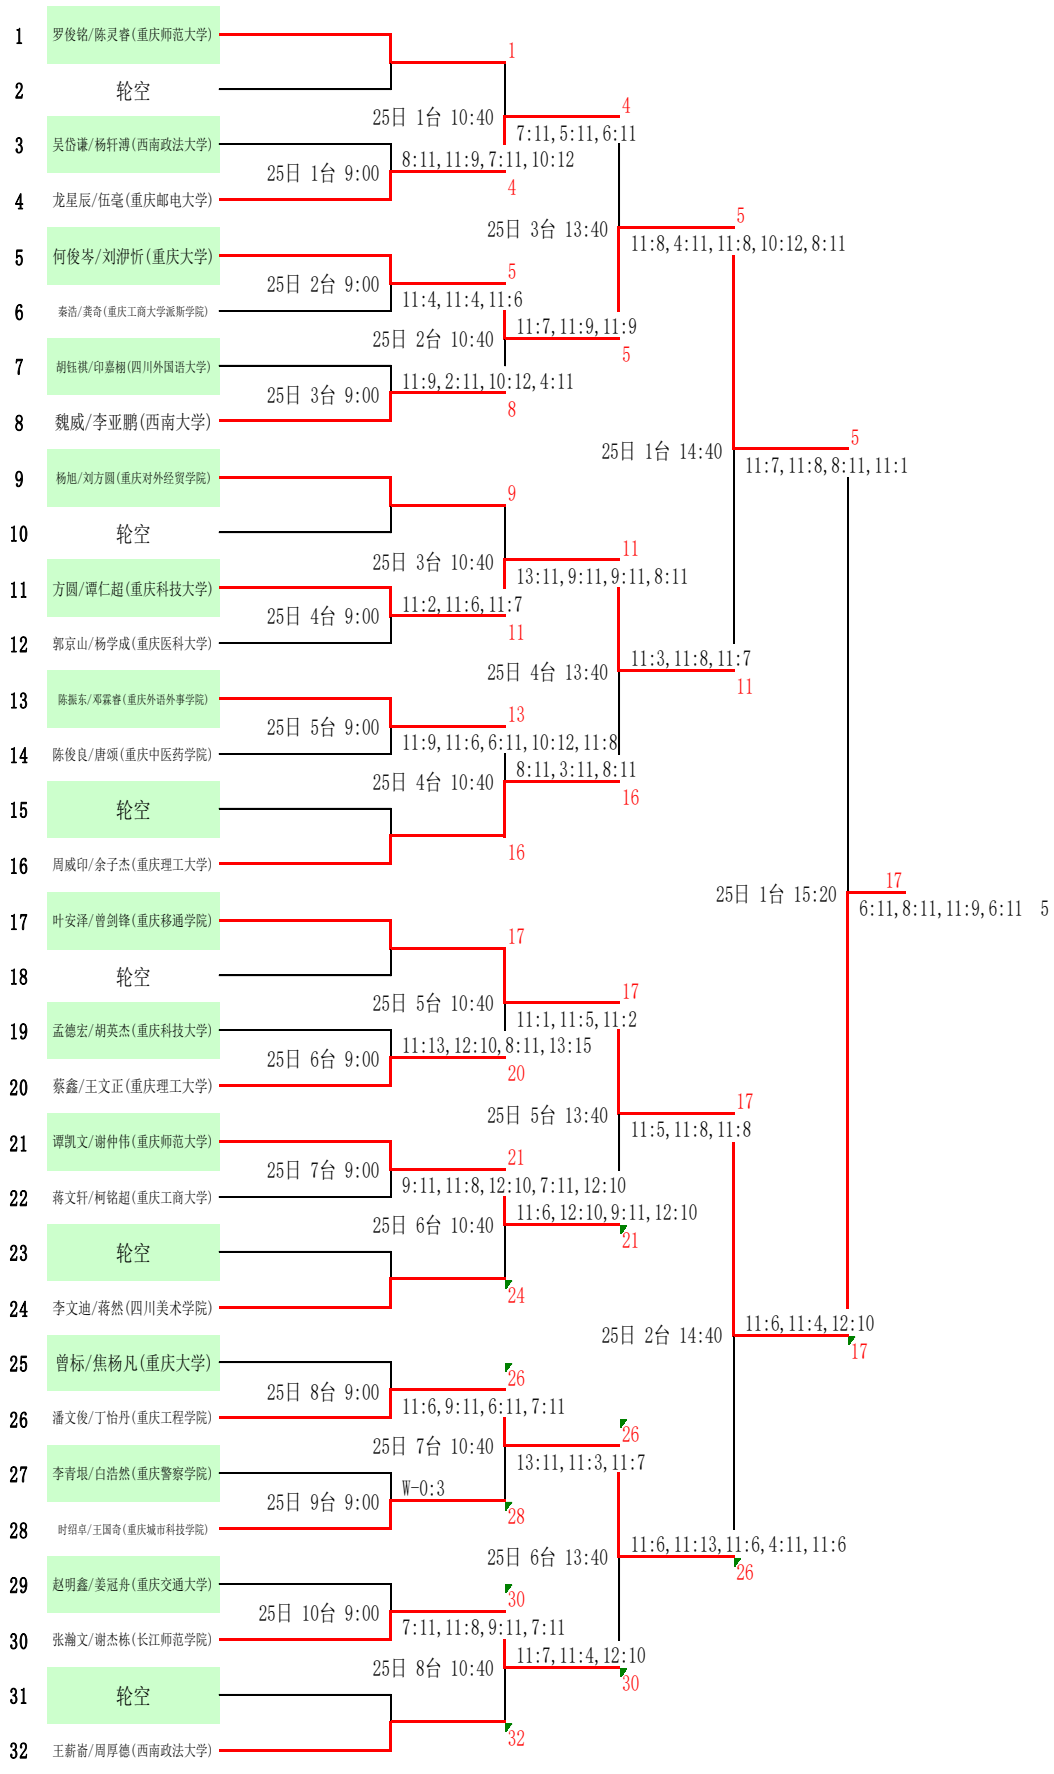 1 罗俊铭/陈灵睿(重庆师范大学)
1
2 轮空
25日 1台 10:40
4
7:11,5:11,6:11
3 吴岱谦/杨轩溥(西南政法大学)
25日 1台 9:00
8:11,11:9,7:11,10:12
4
4 龙星辰/伍毫(重庆邮电大学)
25日 3台 13:40
5
11:8,4:11,11:8,10:12,8:11
5 何俊岑/刘洢忻(重庆大学)
25日 2台 9:00
5
11:4,11:4,11:6
6 秦浩/龚奇(重庆工商大学派斯学院)
25日 2台 10:40
11:7,11:9,11:9
5
7 胡钰祺/印嘉栩(四川外国语大学)
25日 3台 9:00
11:9,2:11,10:12,4:11
8
8 魏威/李亚鹏(西南大学)
25日 1台 14:40
5
11:7,11:8,8:11,11:1
9 杨旭/刘方圆(重庆对外经贸学院)
9
10 轮空
25日 3台 10:40
11
13:11,9:11,9:11,8:11
11 方圆/谭仁超(重庆科技大学)
25日 4台 9:00
11:2,11:6,11:7
11
12 郭京山/杨学成(重庆医科大学)
25日 4台 13:40
11:3,11:8,11:7
11
13 陈振东/邓霖睿(重庆外语外事学院)
25日 5台 9:00
13
11:9,11:6,6:11,10:12,11:8
14 陈俊良/唐颂(重庆中医药学院)
25日 4台 10:40
8:11,3:11,8:11
16
15 轮空
16
16 周威印/余子杰(重庆理工大学)
25日 1台 15:20
17
6:11,8:11,11:9,6:11 5
17 叶安泽/曾剑锋(重庆移通学院)
17
18 轮空
25日 5台 10:40
17
11:1,11:5,11:2
19 孟德宏/胡英杰(重庆科技大学)
25日 6台 9:00
11:13,12:10,8:11,13:15
20
20 蔡鑫/王文正(重庆理工大学)
25日 5台 13:40
17
11:5,11:8,11:8
21 谭凯文/谢仲伟(重庆师范大学)
25日 7台 9:00
21
9:11,11:8,12:10,7:11,12:10
22 蒋文轩/柯铭超(重庆工商大学)
25日 6台 10:40
11:6,12:10,9:11,12:10
21
23 轮空
24
24 李文迪/蒋然(四川美术学院)
25日 2台 14:40
11:6,11:4,12:10
17
25 曾标/焦杨凡(重庆大学)
25日 8台 9:00
26
11:6,9:11,6:11,7:11
26 潘文俊/丁怡丹(重庆工程学院)
25日 7台 10:40
26
13:11,11:3,11:7
27 李青垠/白浩然(重庆警察学院)
25日 9台 9:00
W-0:3
28
28 时绍卓/王国奇(重庆城市科技学院)
25日 6台 13:40
11:6,11:13,11:6,4:11,11:6
26
29 赵明鑫/姜冠舟(重庆交通大学)
25日 10台 9:00
30
7:11,11:8,9:11,7:11
30 张瀚文/谢杰栋(长江师范学院)
25日 8台 10:40
11:7,11:4,12:10
30
31 轮空
32
32 王薪嵛/周厚德(西南政法大学)